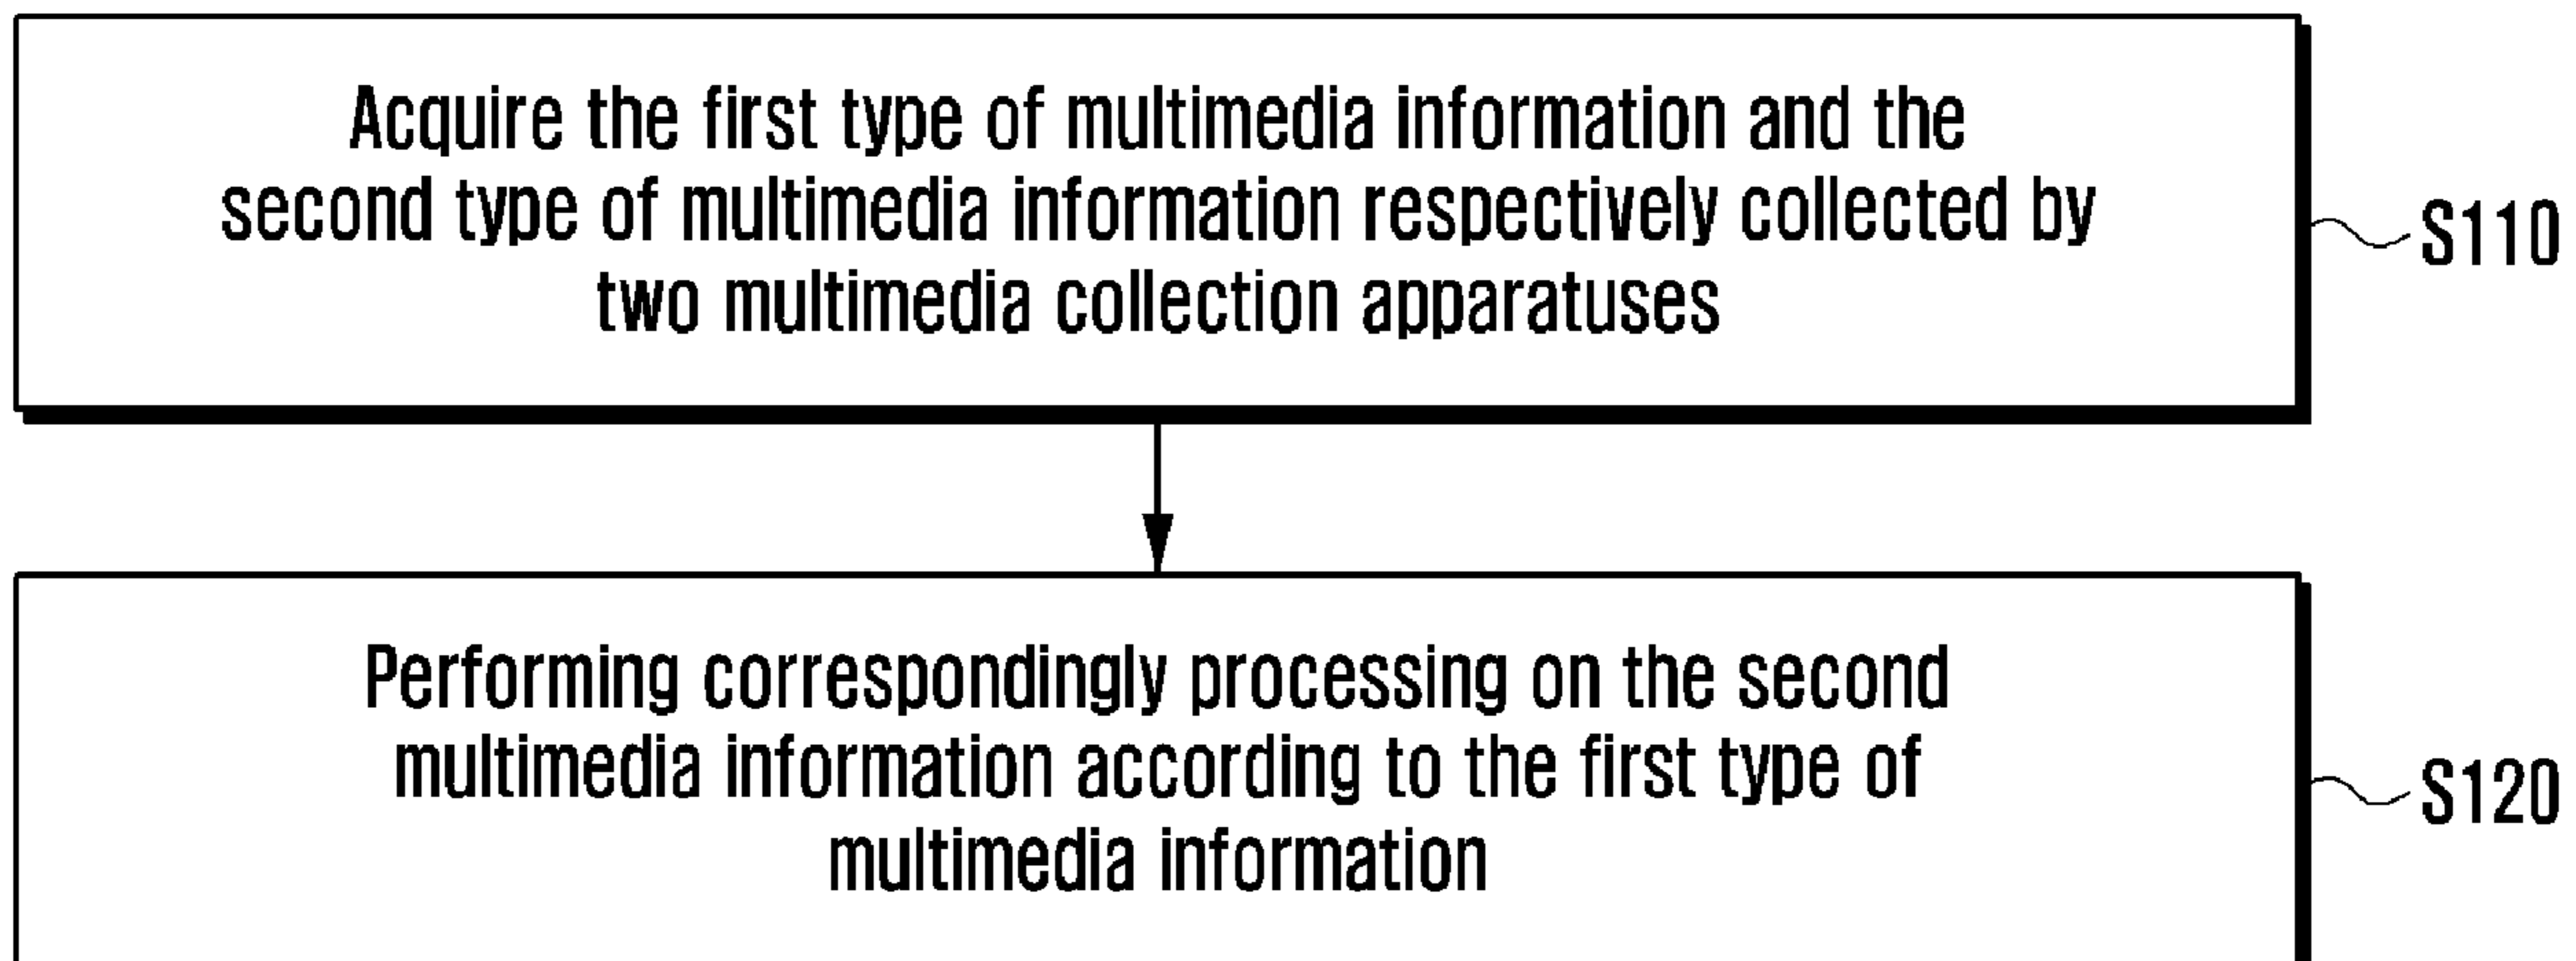 Acquire the first type of multimedia information and the
second type of multimedia information respectively collected by
two multimedia collection apparatuses
S110
Performing correspondingly processing on the second
multimedia information according to the first type of
multimedia information
S120